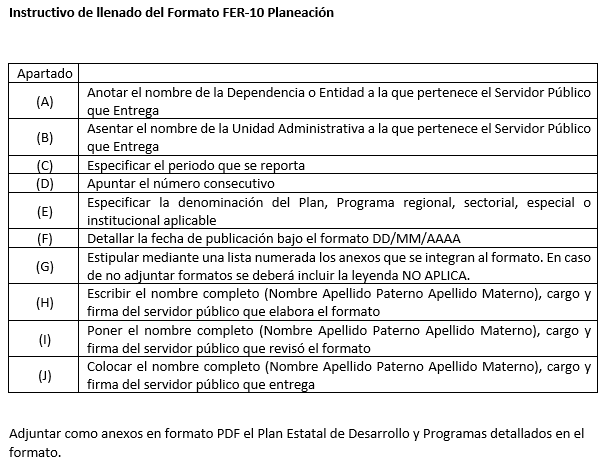 Instructivo de llenado del Formato FER-10 Planeación
Apartado
(A) Anotar el nombre de la Dependencia o Entidad a la que pertenece el Servidor Público
que Entrega
(B) Asentar el nombre de la Unidad Administrativa a la que pertenece el Servidor Público
que Entrega
(C) Especificar el periodo que se reporta
(D) Apuntar el número consecutivo
(E) Especificar la denominación del Plan, Programa regional, sectorial, especial o
institucional aplicable
(F) Detallar la fecha de publicación bajo el formato DD/MM/AAAA
(G) Estipular mediante una lista numerada los anexos que se integran al formato. En caso
de no adjuntar formatos se deberá incluir la leyenda NO APLICA.
(H) Escribir el nombre completo (Nombre Apellido Paterno Apellido Materno), cargo y
firma del servidor público que elabora el formato
(I) Poner el nombre completo (Nombre Apellido Paterno Apellido Materno), cargo y
firma del servidor público que revisó el formato
(J) Colocar el nombre completo (Nombre Apellido Paterno Apellido Materno), cargo y
firma del servidor público que entrega
Adjuntar como anexos en formato PDF el Plan Estatal de Desarrollo y Programas detallados en el
formato.